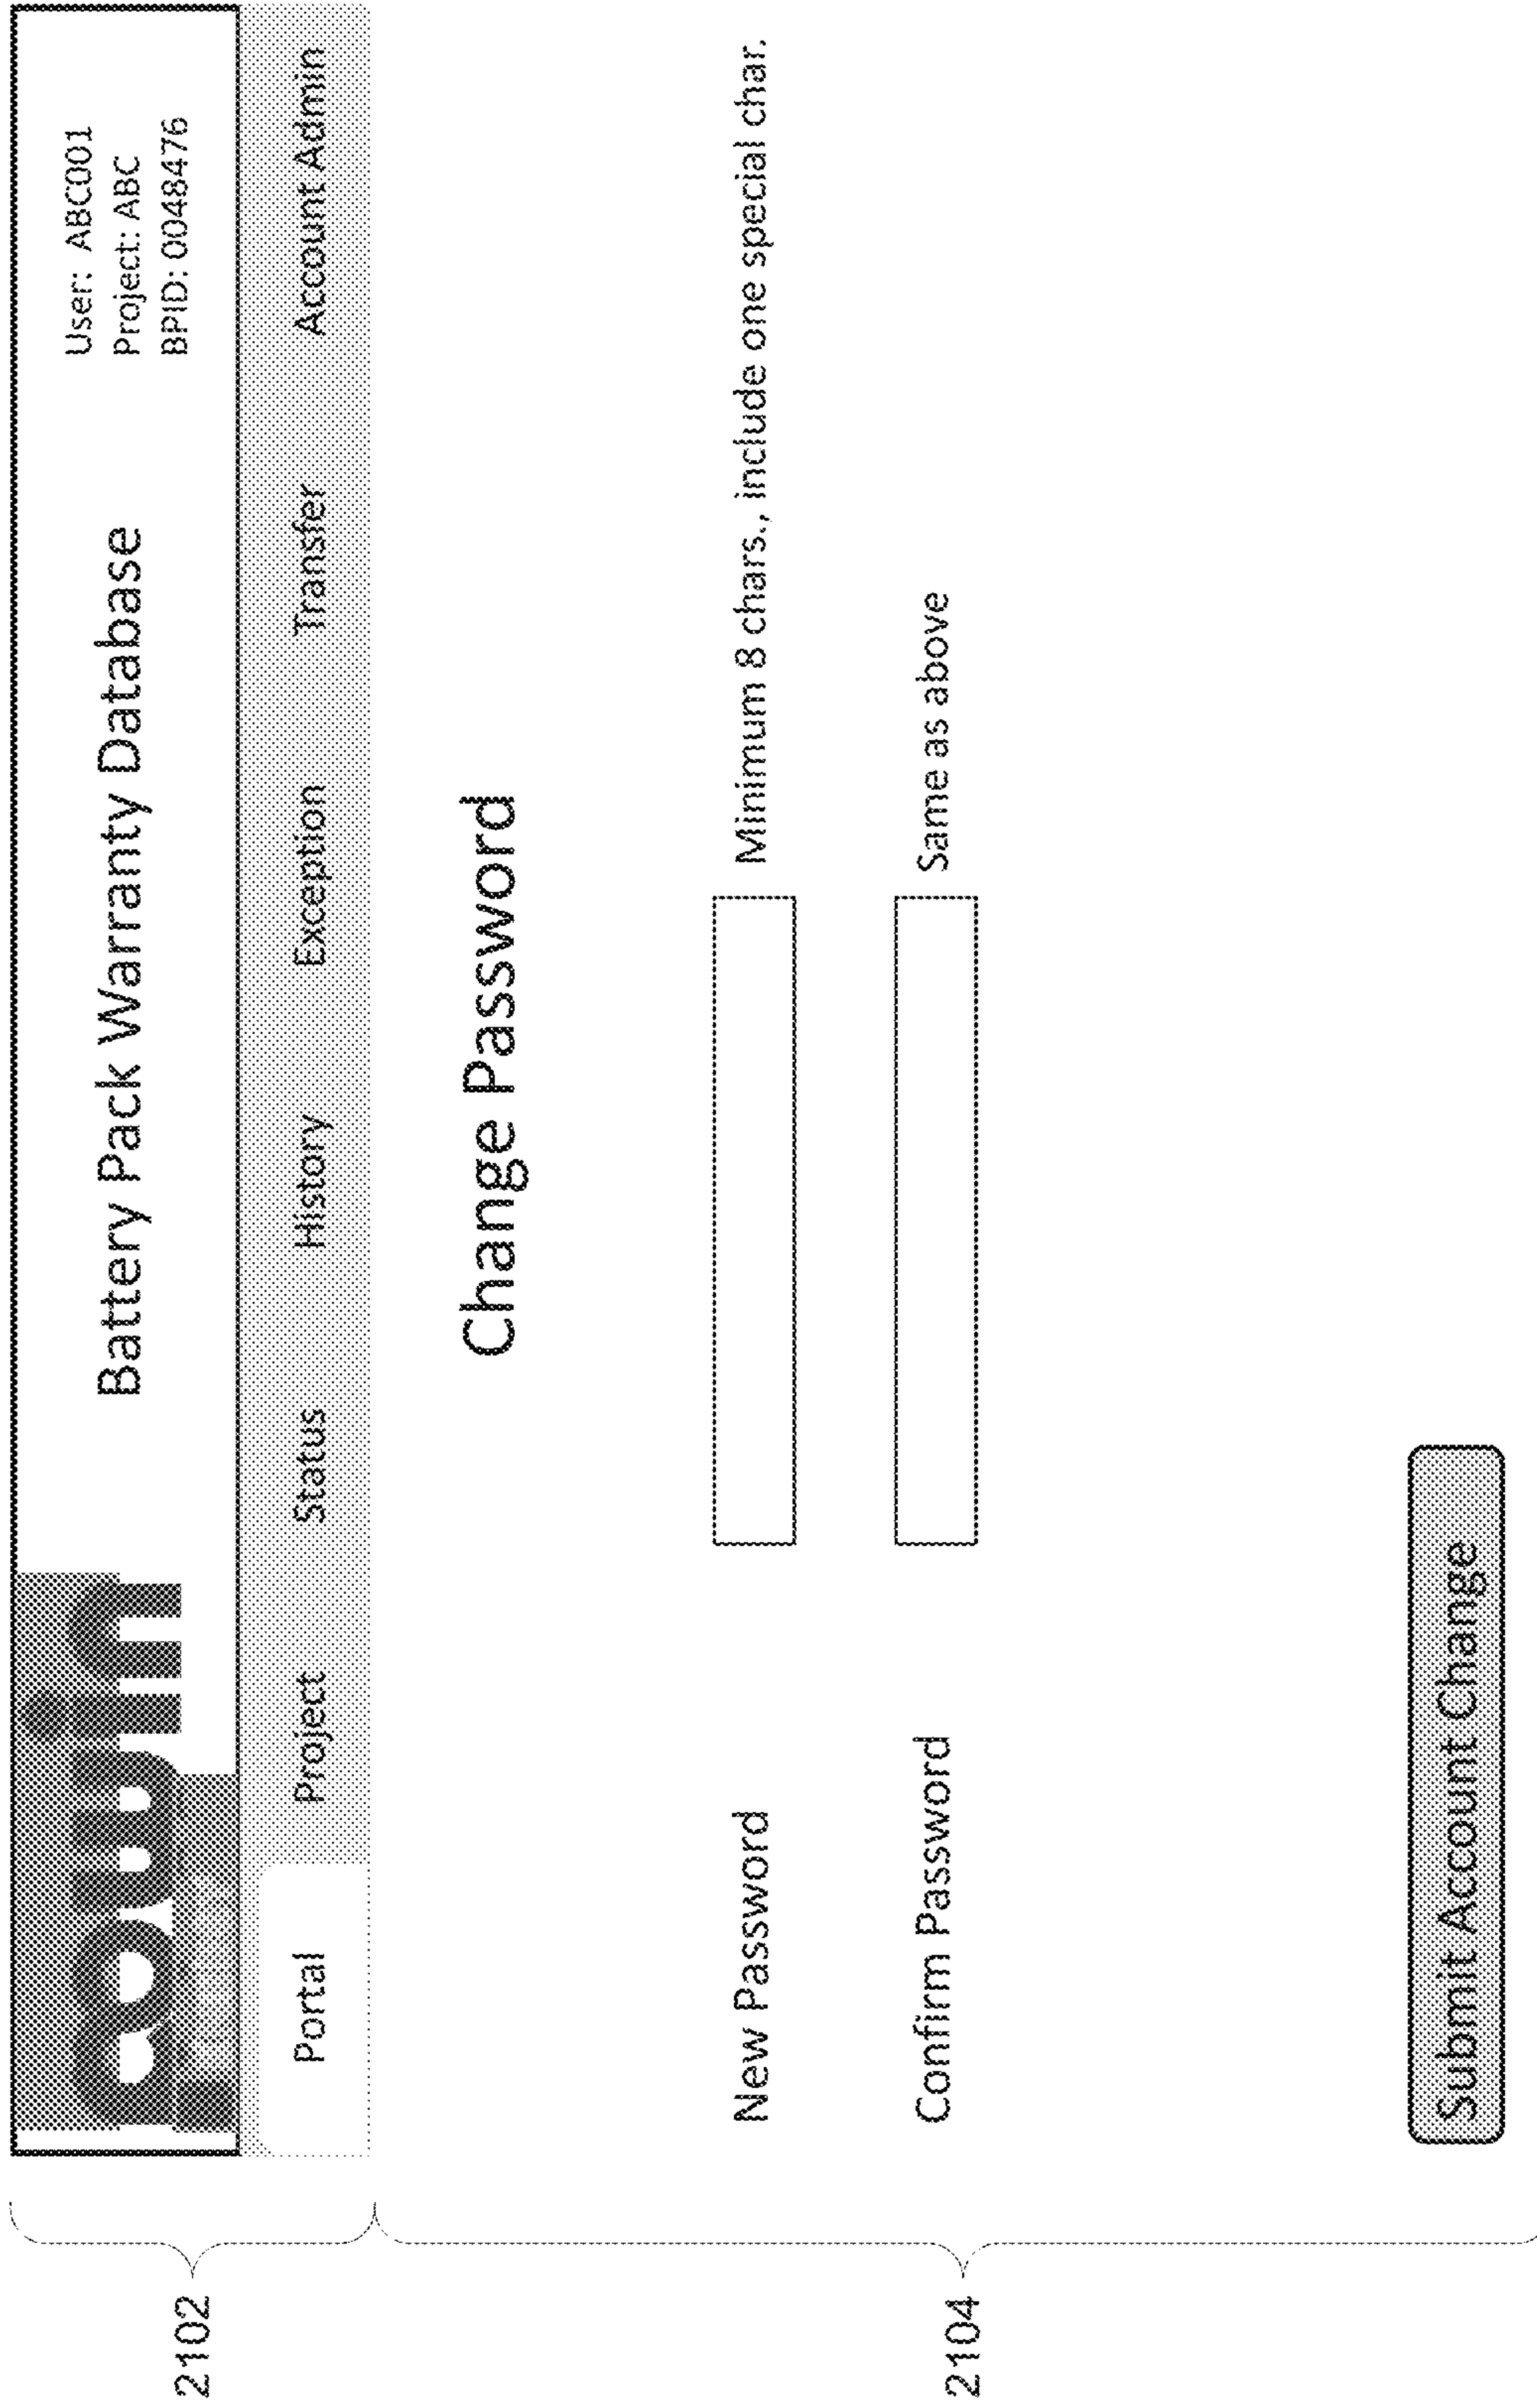 Battery Pack Warranty Database
User: ABC001
Project: ABC
BPID: 0048476
Portal Project Status History Exception Transfer Account Admin
2102
Change Password
New Password Minimum 8 chars., include one special char.
Confirm Password Same as above
2104
Submit Account Change